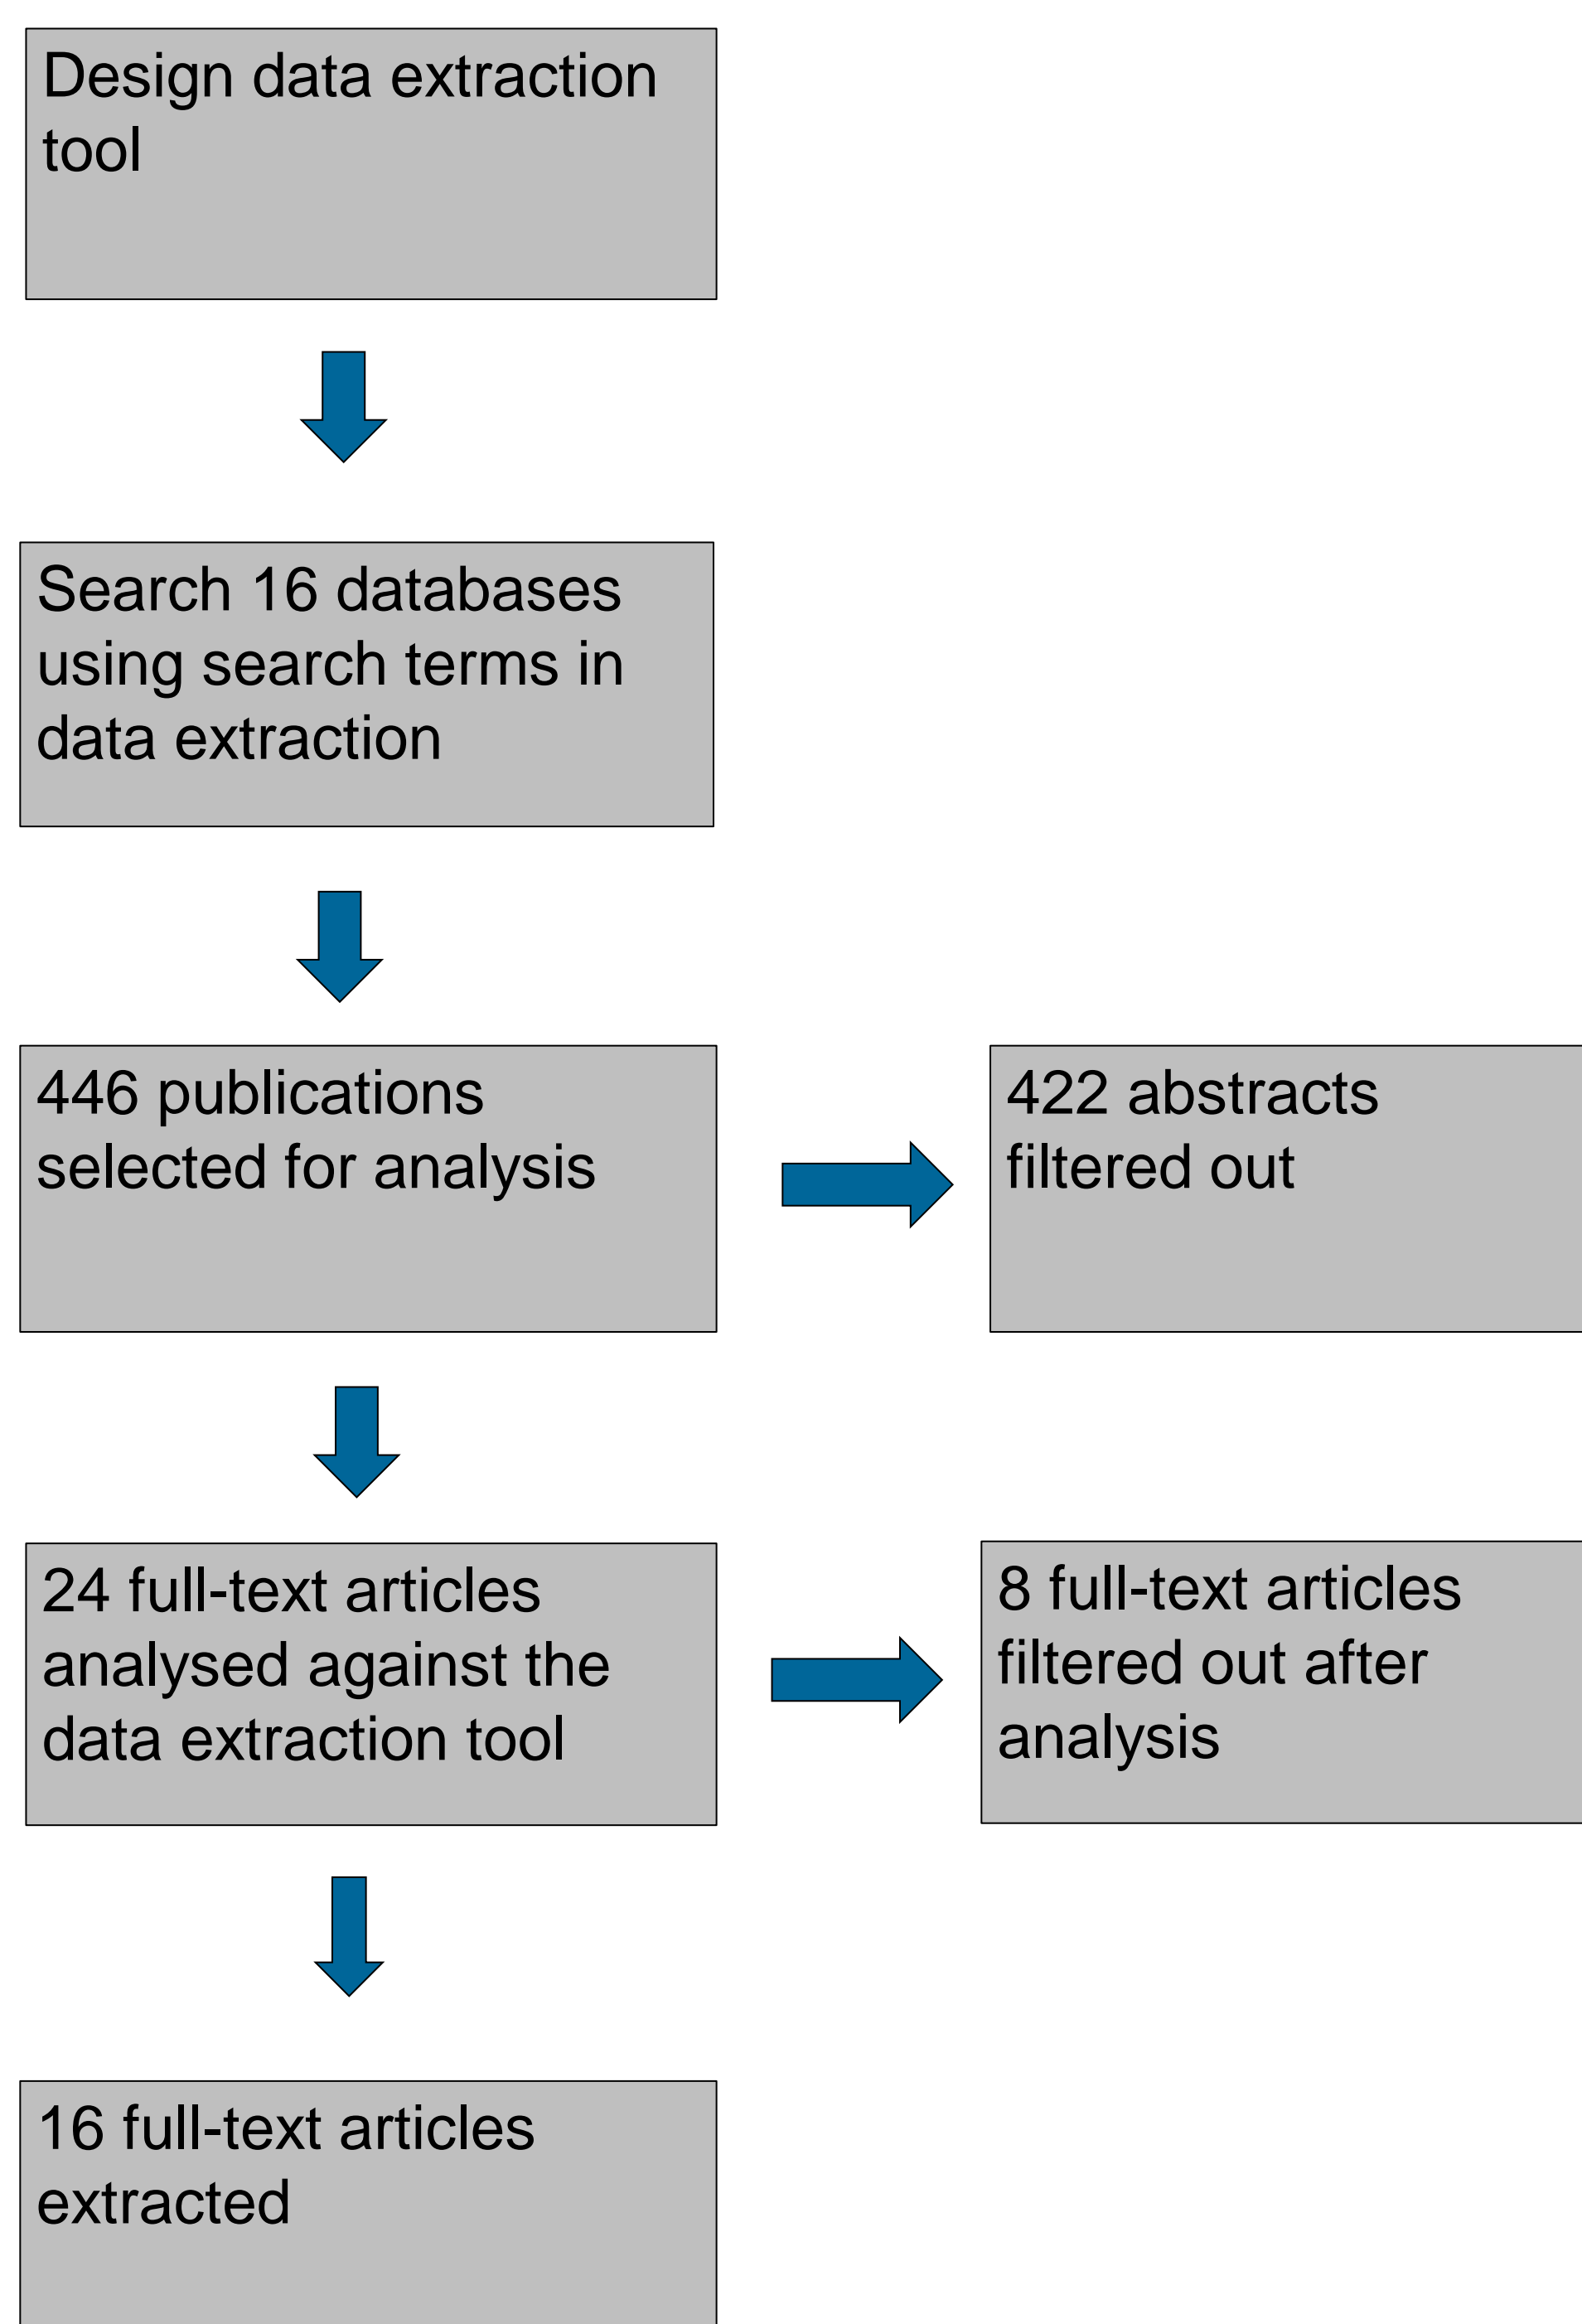 Design data extraction
tool
Search 16 databases
using search terms in
data extraction
446 publications
selected for analysis
422 abstracts
filtered out
24 full-text articles
analysed against the
data extraction tool
8 full-text articles
filtered out after
analysis
16 full-text articles
extracted